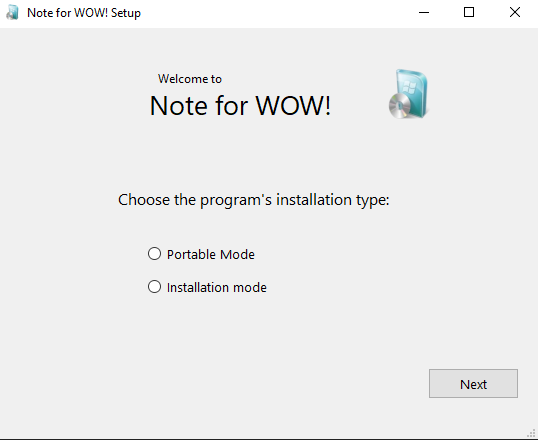 Note for WOW! Setup
Welcome to
Note for WOW!
Choose the program's installation type:
Portable Mode
Installation mode
Next